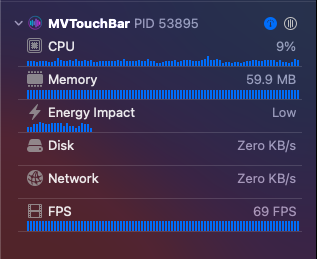 MVTouchBar PID 53895
CPU 9%
Memory 59.9 MB
Energy Impact Low
Disk Zero KB/s
Network Zero KB/s
FPS 69 FPS